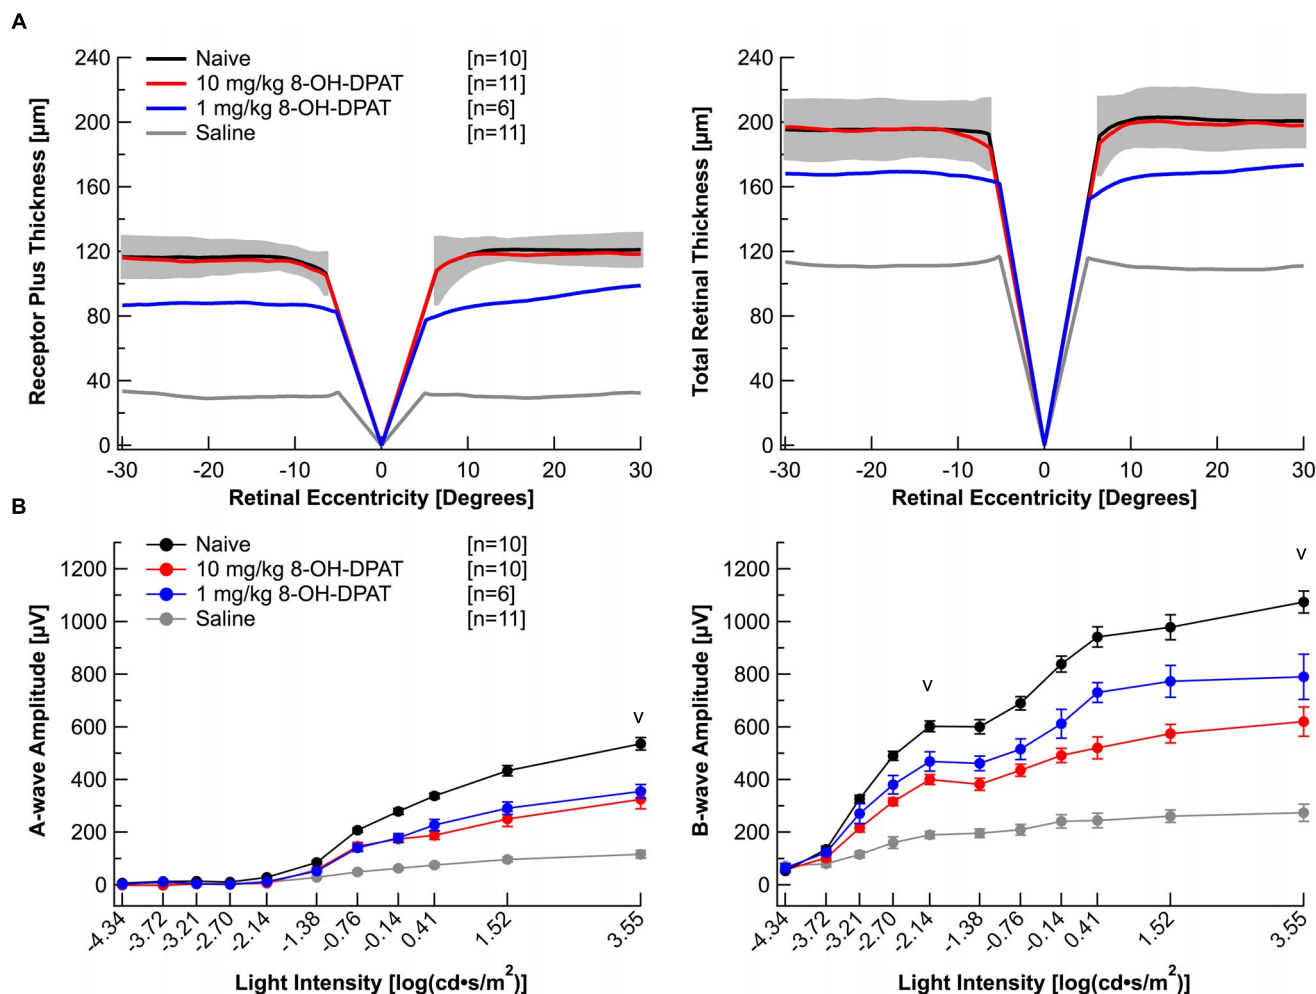 A
Receptor Plus Thickness [µm]
240
200
160
120
80
40
0
Naive [n=10]
10 mg/kg 8-OH-DPAT [n=11]
1 mg/kg 8-OH-DPAT [n=6]
Saline [n=11]
-30 -20 -10 0 10 20 30
Retinal Eccentricity [Degrees]
Total Retinal Thickness [µm]
240
200
160
120
80
40
0
-30 -20 -10 0 10 20 30
Retinal Eccentricity [Degrees]
B
A-wave Amplitude [µV]
1200
1000
800
600
400
200
0
Naive [n=10]
10 mg/kg 8-OH-DPAT [n=10]
1 mg/kg 8-OH-DPAT [n=6]
Saline [n=11]
v
-4.34 -3.72 -3.21 -2.70 -2.14 -1.38 -0.76 -0.14 0.41 1.52 3.55
Light Intensity [log(cd•s/m²)]
B-wave Amplitude [µV]
1200
1000
800
600
400
200
0
v
v
-4.34 -3.72 -3.21 -2.70 -2.14 -1.38 -0.76 -0.14 0.41 1.52 3.55
Light Intensity [log(cd•s/m²)]